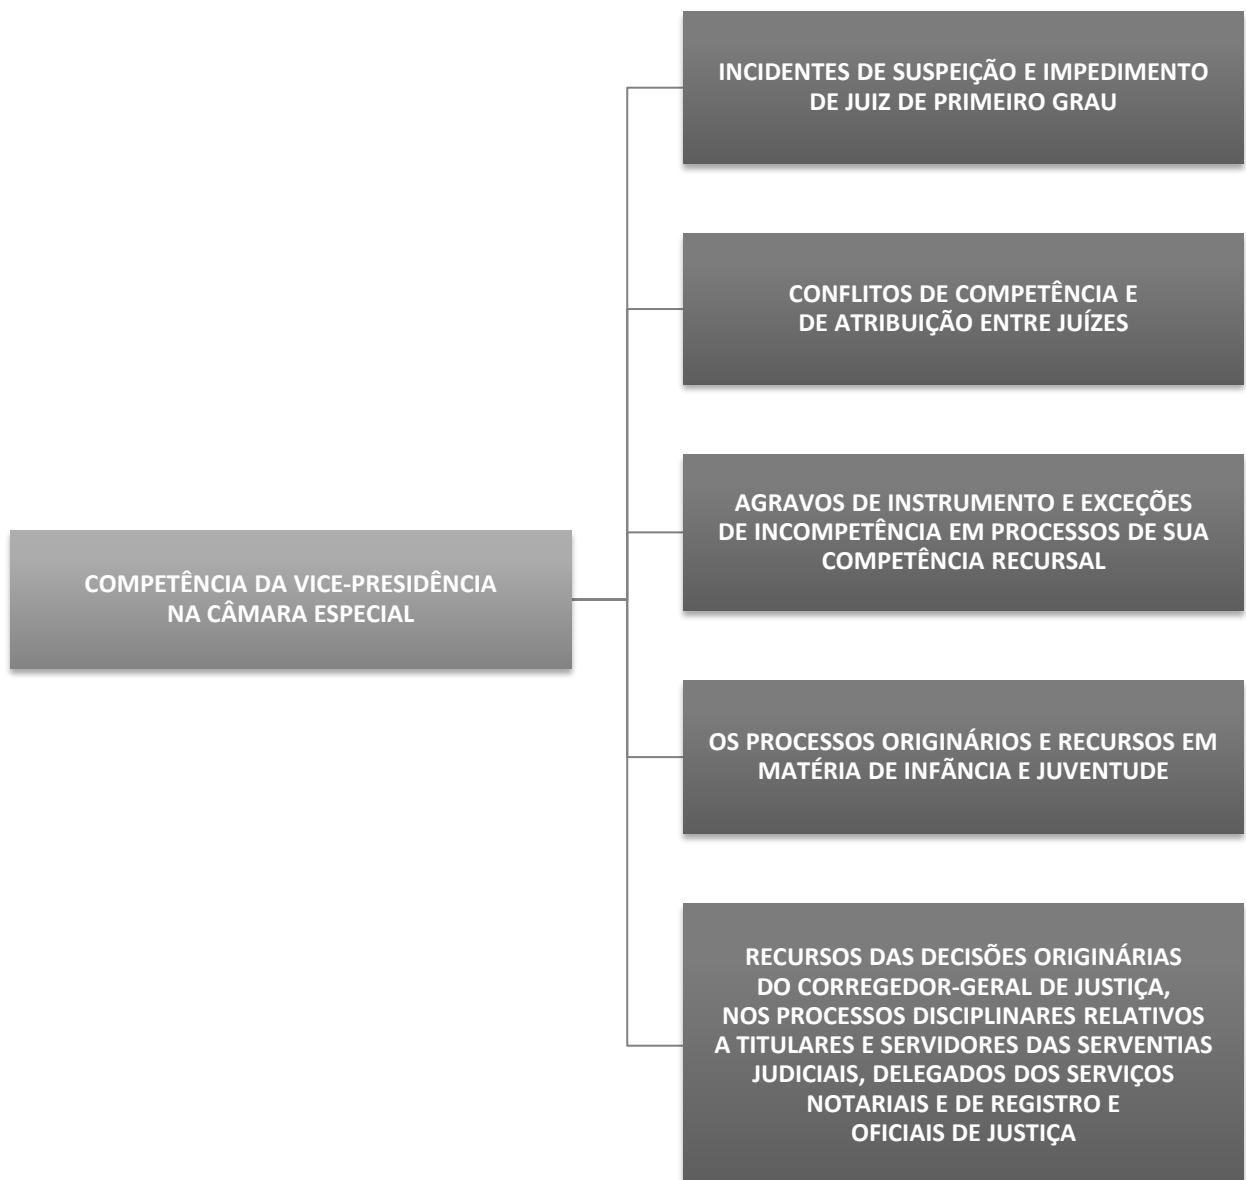 INCIDENTES DE SUSPEIÇÃO E IMPEDIMENTO
DE JUIZ DE PRIMEIRO GRAU
CONFLITOS DE COMPETÊNCIA E
DE ATRIBUIÇÃO ENTRE JUÍZES
AGRAVOS DE INSTRUMENTO E EXCEÇÕES
DE INCOMPETÊNCIA EM PROCESSOS DE SUA
COMPETÊNCIA RECURSAL
COMPETÊNCIA DA VICE-PRESIDÊNCIA
NA CÂMARA ESPECIAL
OS PROCESSOS ORIGINÁRIOS E RECURSOS EM
MATÉRIA DE INFÃNCIA E JUVENTUDE
RECURSOS DAS DECISÕES ORIGINÁRIAS
DO CORREGEDOR-GERAL DE JUSTIÇA,
NOS PROCESSOS DISCIPLINARES RELATIVOS
A TITULARES E SERVIDORES DAS SERVENTIAS
JUDICIAIS, DELEGADOS DOS SERVIÇOS
NOTARIAIS E DE REGISTRO E
OFICIAIS DE JUSTIÇA